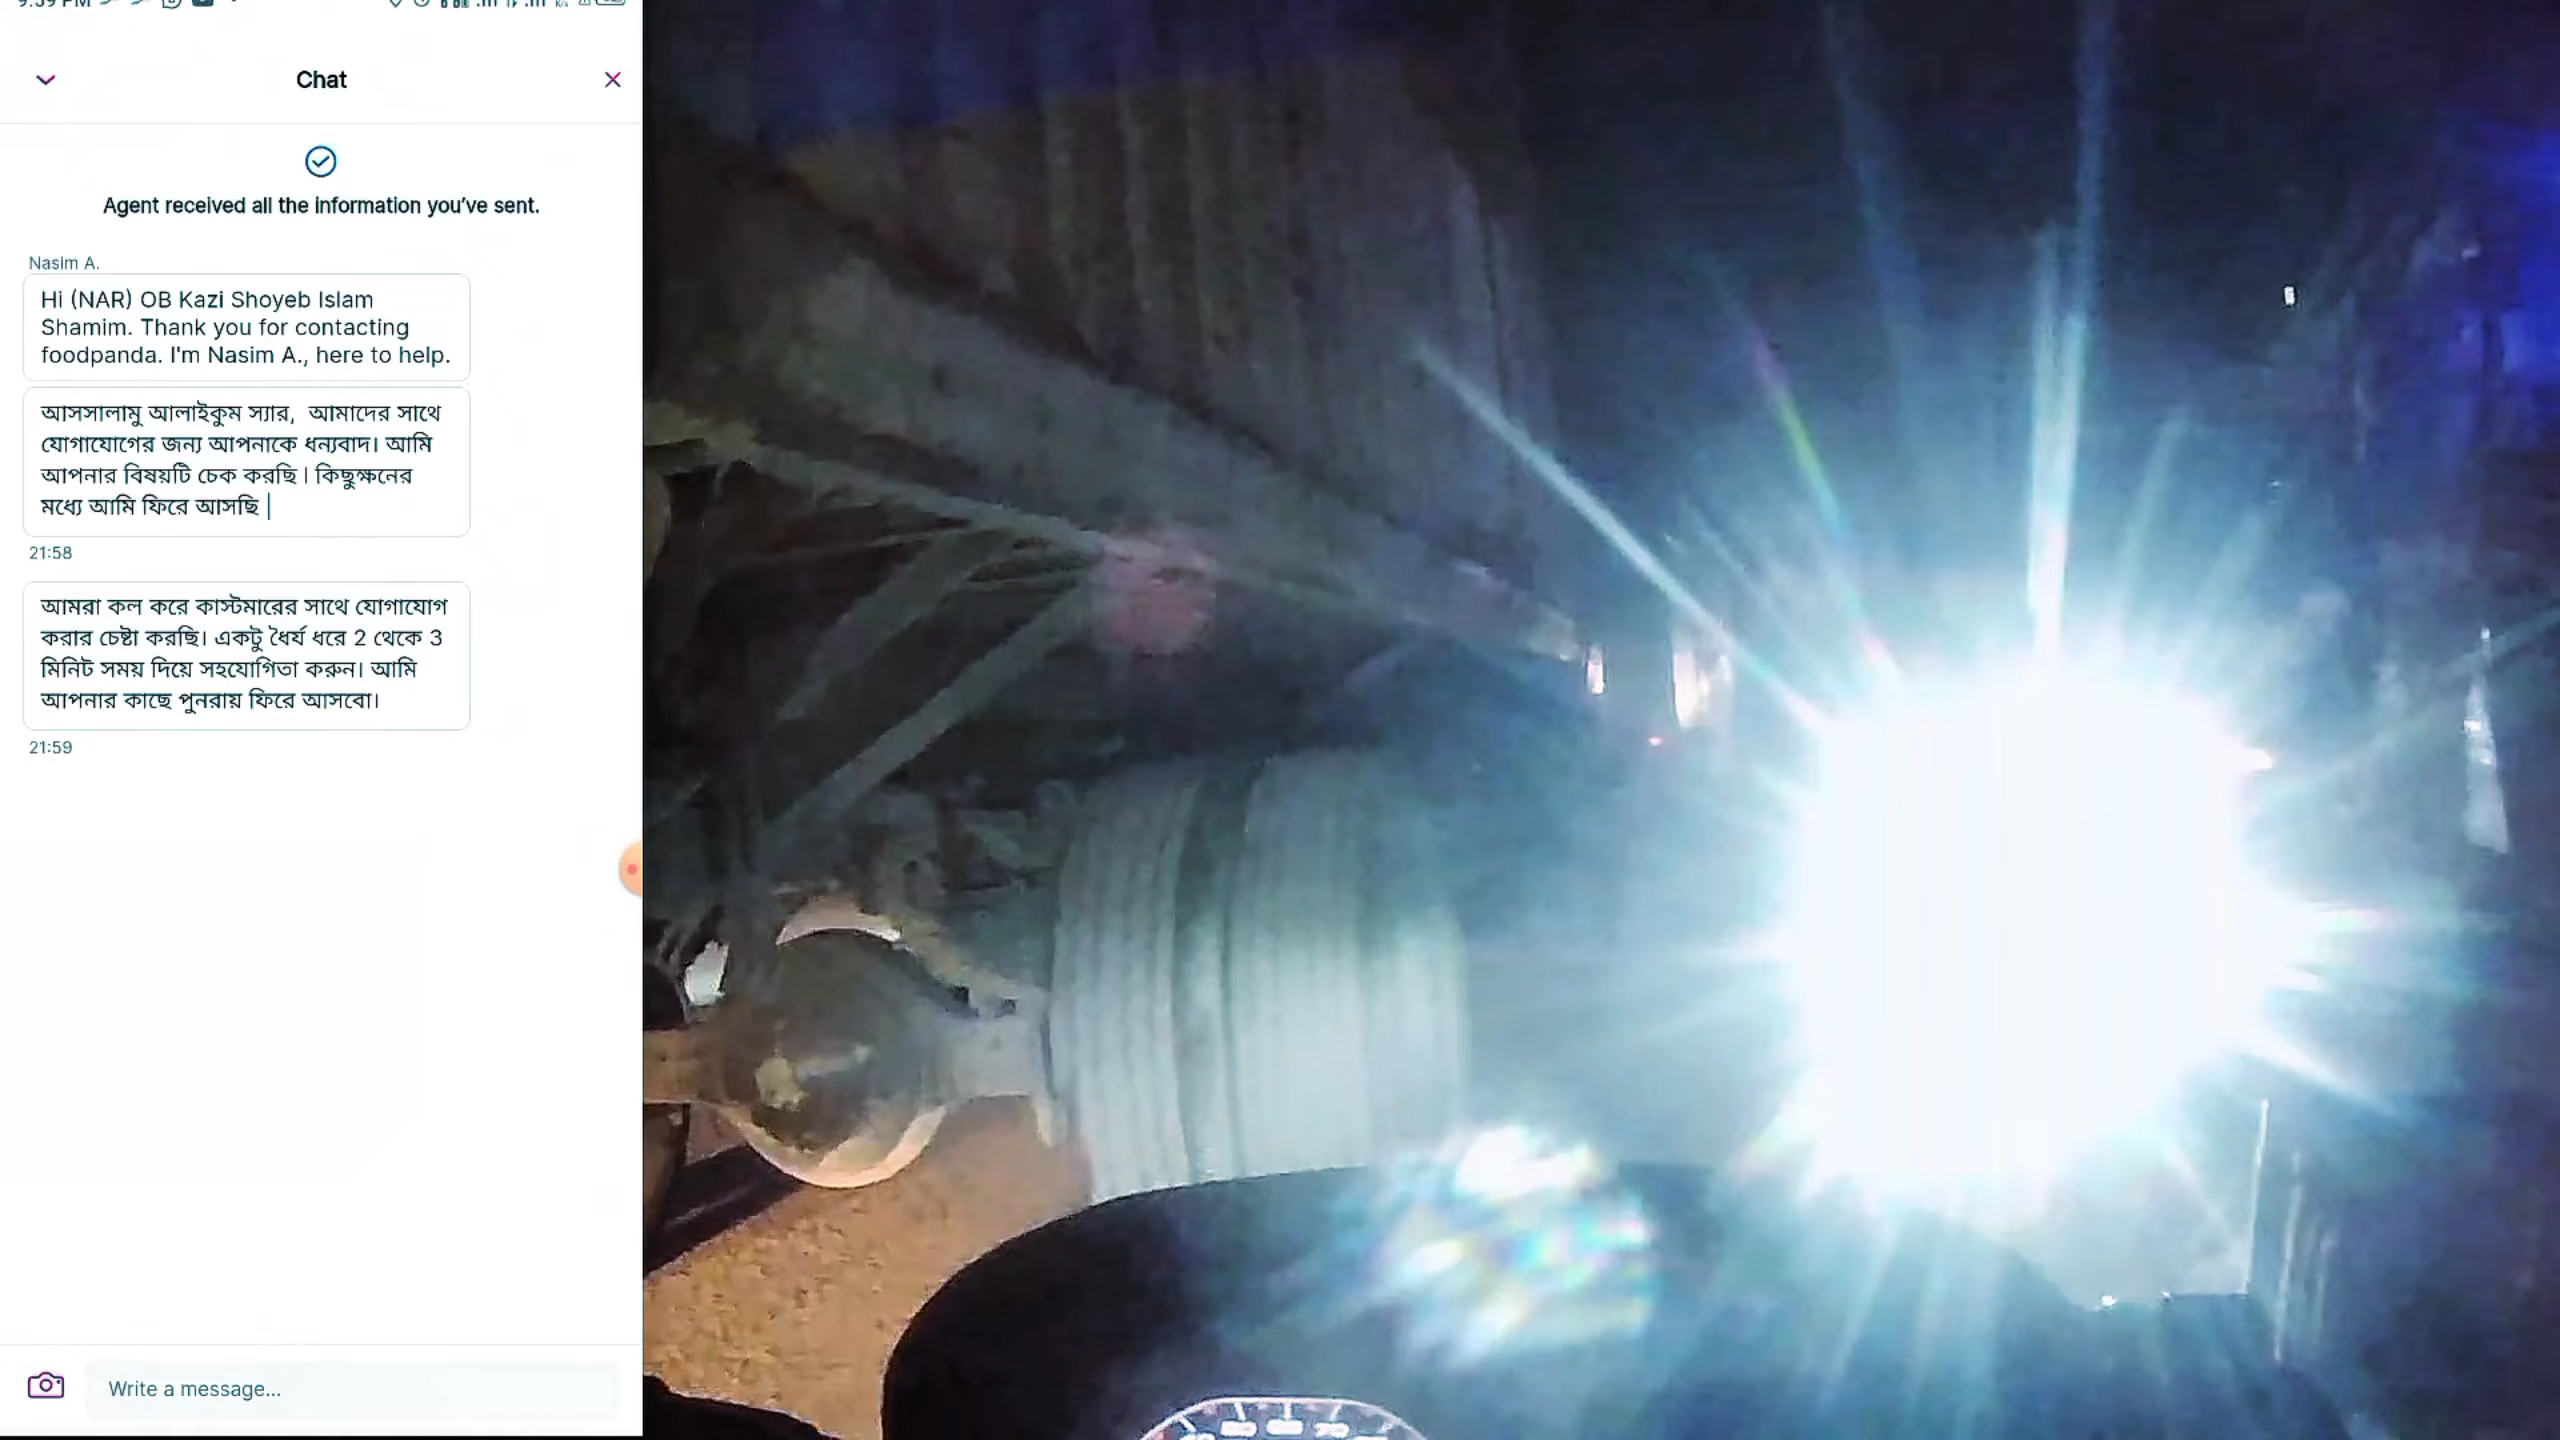 9:59 PM
Chat
Agent received all the information you've sent.
Nasim A.
Hi (NAR) OB Kazi Shoyeb Islam
Shamim. Thank you for contacting
foodpanda. I'm Nasim A., here to help.
আসসালামু আলাইকুম স্যার, আমাদের সাথে
যোগাযোগের জন্য আপনাকে ধন্যবাদ। আমি
আপনার বিষয়টি চেক করছি। কিছুক্ষনের
মধ্যে আমি ফিরে আসছি |
21:58
আমরা কল করে কাস্টমারের সাথে যোগাযোগ
করার চেষ্টা করছি। একটু ধৈর্য ধরে 2 থেকে 3
মিনিট সময় দিয়ে সহযোগিতা করুন। আমি
আপনার কাছে পুনরায় ফিরে আসবো।
21:59
Write a message...